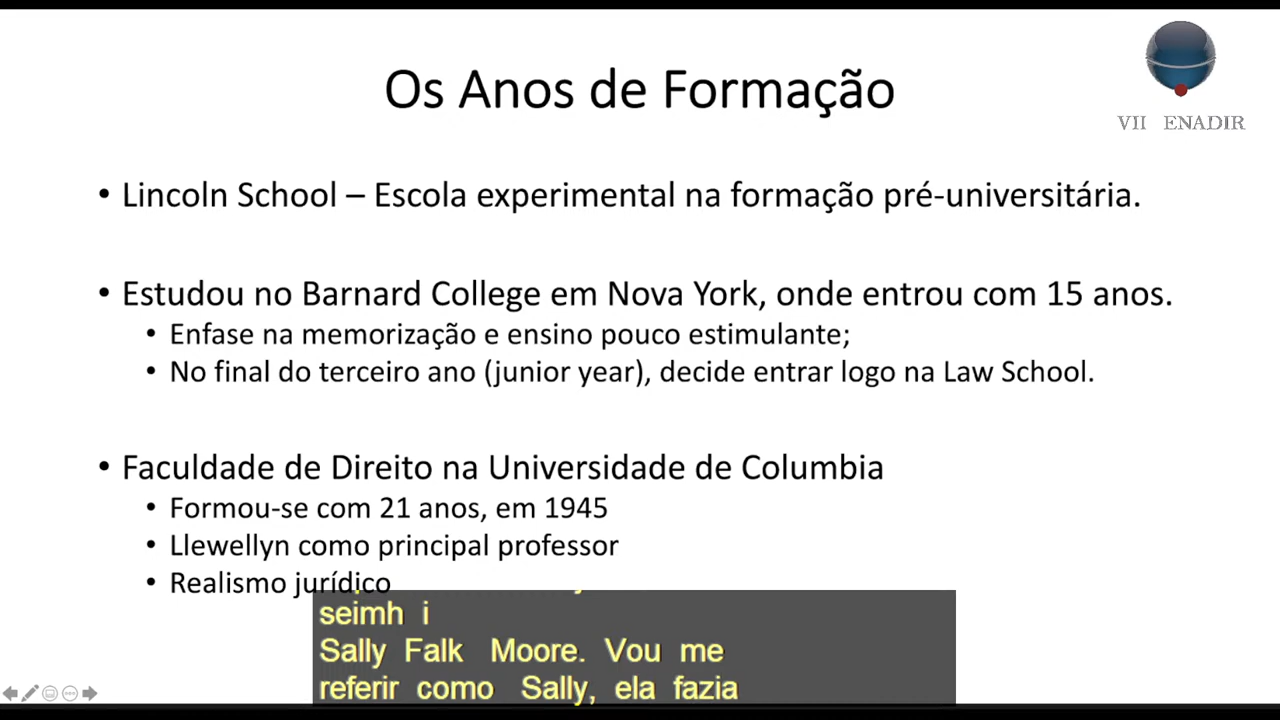 Os Anos de Formação
VII ENADIR
• Lincoln School – Escola experimental na formação pré-universitária.
• Estudou no Barnard College em Nova York, onde entrou com 15 anos.
• Enfase na memorização e ensino pouco estimulante;
• No final do terceiro ano (junior year), decide entrar logo na Law School.
• Faculdade de Direito na Universidade de Columbia
• Formou-se com 21 anos, em 1945
• Llewellyn como principal professor
• Realismo jurídico
seimh i
Sally Falk Moore. Vou me
referir como Sally, ela fazia